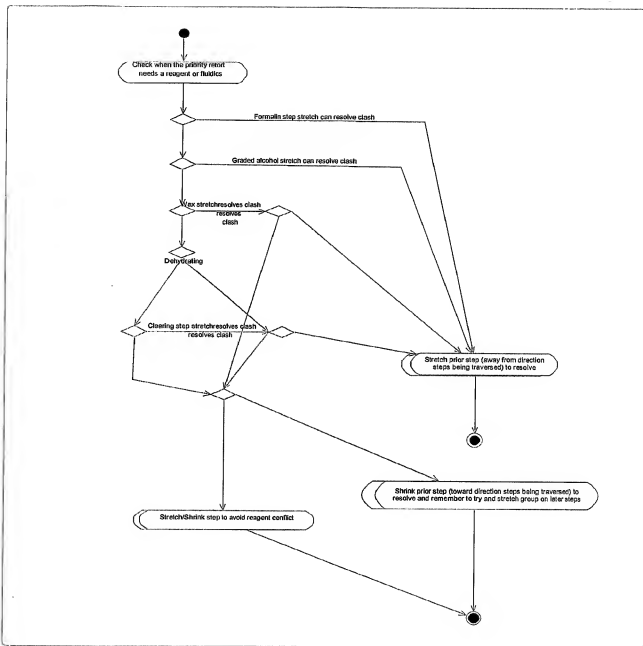 Check when the priority retort
needs a reagent or fluidics
Formalin step stretch can resolve clash
Graded alcohol stretch can resolve clash
ax stretchresolves clash
resolves
clash
Dehydrating
Clearing step stretchresolves clash
resolves clash
Stretch prior step (away from direction
steps being traversed) to resolve
Shrink prior step (toward direction steps being traversed) to
resolve and remember to try and stretch group on later steps
Stretch/Shrink step to avoid reagent conflict